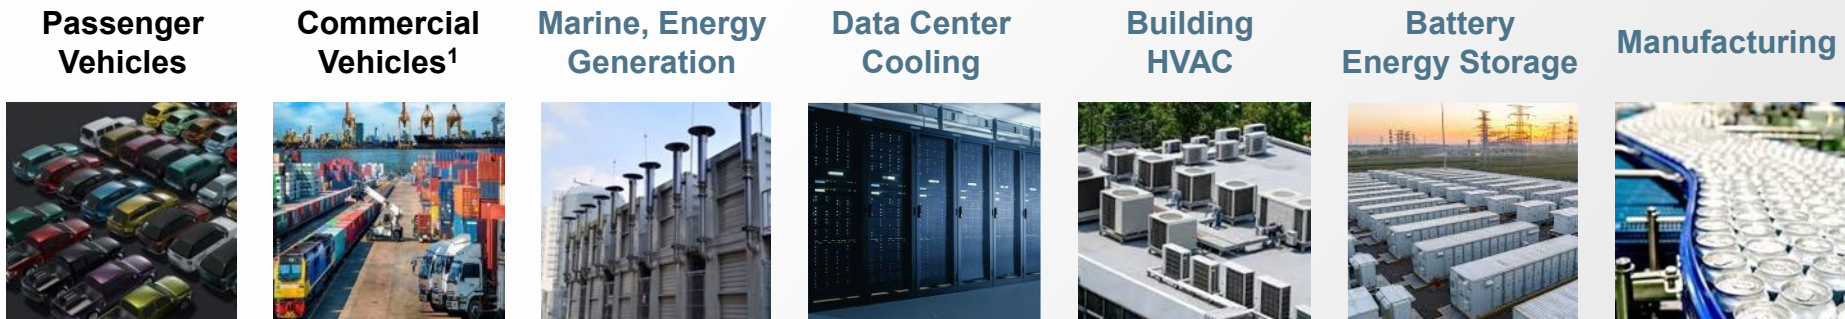 Passenger
Vehicles
Commercial
Vehicles¹
Marine, Energy
Generation
Data Center
Cooling
Building
HVAC
Battery
Energy Storage
Manufacturing